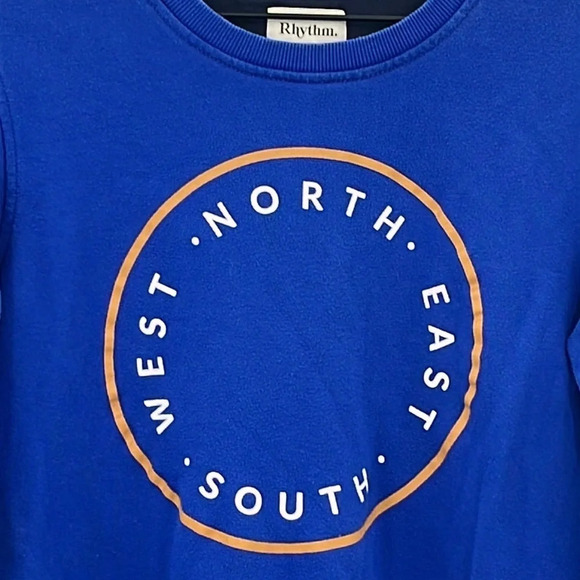 Rhythm.
· NORTH ·
EAST
· SOUTH ·
WEST